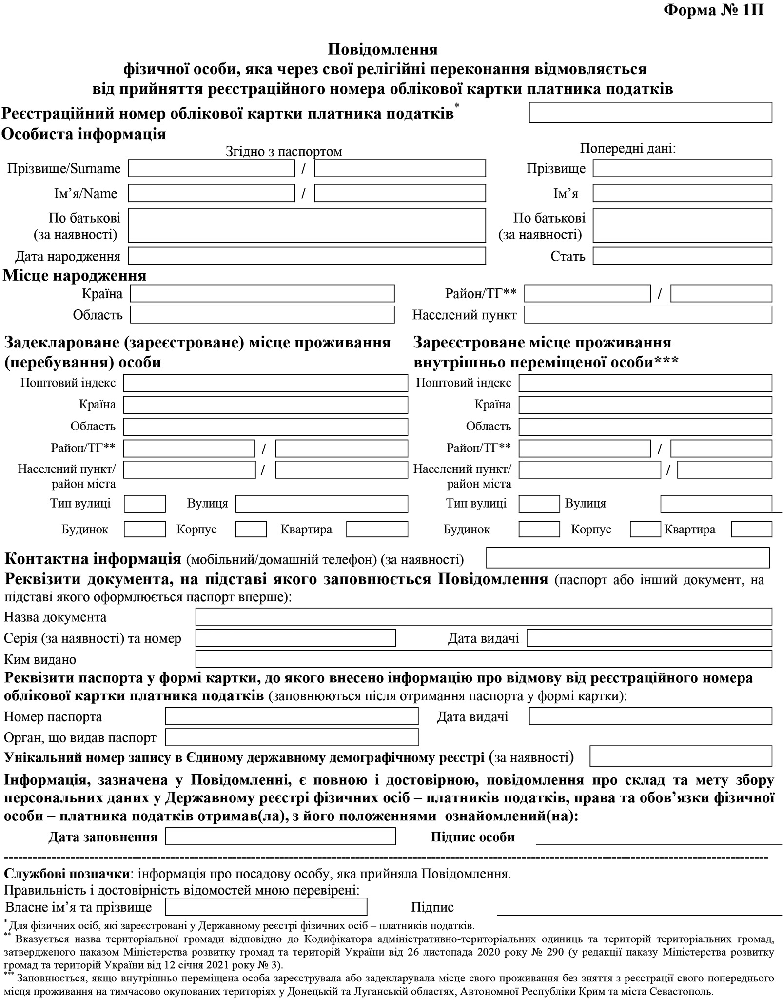 Форма № 1П
Повідомлення
фізичної особи, яка через свої релігійні переконання відмовляється
від прийняття реєстраційного номера облікової картки платника податків
Реєстраційний номер облікової картки платника податків*
Особиста інформація
Згідно з паспортом Попередні дані:
Прізвище/Surname / Прізвище
Ім’я/Name / Ім’я
По батькові По батькові
(за наявності) (за наявності)
Дата народження Стать
Місце народження
Країна Район/ТГ** /
Область Населений пункт
Задеклароване (зареєстроване) місце проживання Зареєстроване місце проживання
(перебування) особи внутрішньо переміщеної особи***
Поштовий індекс Поштовий індекс
Країна Країна
Область Область
Район/ТГ** / Район/ТГ** /
Населений пункт/ / Населений пункт/ /
район міста район міста
Тип вулиці Вулиця Тип вулиці Вулиця
Будинок Корпус Квартира Будинок Корпус Квартира
Контактна інформація (мобільний/домашній телефон) (за наявності)
Реквізити документа, на підставі якого заповнюється Повідомлення (паспорт або інший документ, на
підставі якого оформлюється паспорт вперше):
Назва документа
Серія (за наявності) та номер Дата видачі
Ким видано
Реквізити паспорта у формі картки, до якого внесено інформацію про відмову від реєстраційного номера
облікової картки платника податків (заповнюються після отримання паспорта у формі картки):
Номер паспорта Дата видачі
Орган, що видав паспорт
Унікальний номер запису в Єдиному державному демографічному реєстрі (за наявності)
Інформація, зазначена у Повідомленні, є повною і достовірною, повідомлення про склад та мету збору
персональних даних у Державному реєстрі фізичних осіб – платників податків, права та обов’язки фізичної
особи – платника податків отримав(ла), з його положеннями ознайомлений(на):
Дата заповнення Підпис особи
Службові позначки: інформація про посадову особу, яка прийняла Повідомлення.
Правильність і достовірність відомостей мною перевірені:
Власне ім’я та прізвище Підпис
* Для фізичних осіб, які зареєстровані у Державному реєстрі фізичних осіб – платників податків.
** Вказується назва територіальної громади відповідно до Кодифікатора адміністративно-територіальних одиниць та територій територіальних громад,
затвердженого наказом Міністерства розвитку громад та територій України від 26 листопада 2020 року № 290 (у редакції наказу Міністерства розвитку
громад та територій України від 12 січня 2021 року № 3).
*** Заповнюється, якщо внутрішньо переміщена особа зареєструвала або задекларувала місце свого проживання без зняття з реєстрації свого попереднього
місця проживання на тимчасово окупованих територіях у Донецькій та Луганській областях, Автономної Республіки Крим та міста Севастополь.